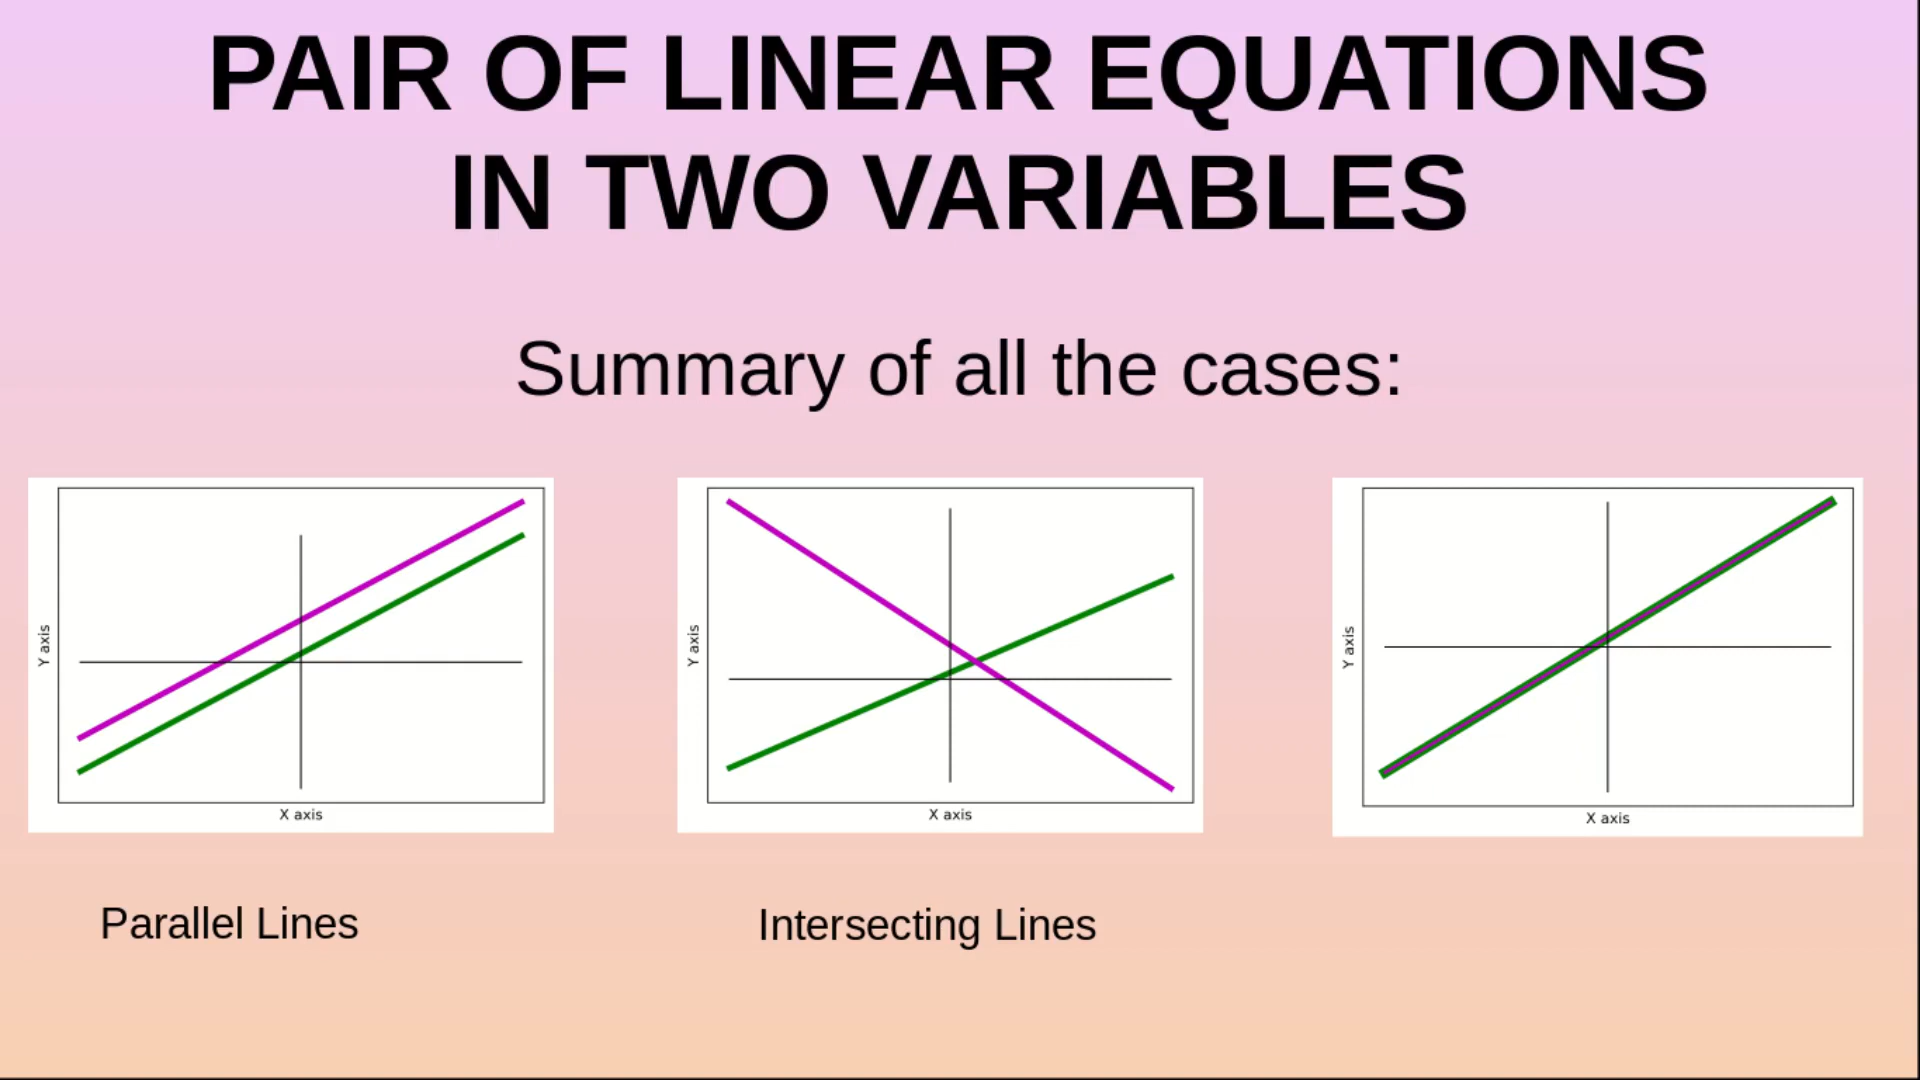 PAIR OF LINEAR EQUATIONS
IN TWO VARIABLES
Summary of all the cases:
Y axis
X axis
Y axis
X axis
Y axis
X axis
Parallel Lines
Intersecting Lines